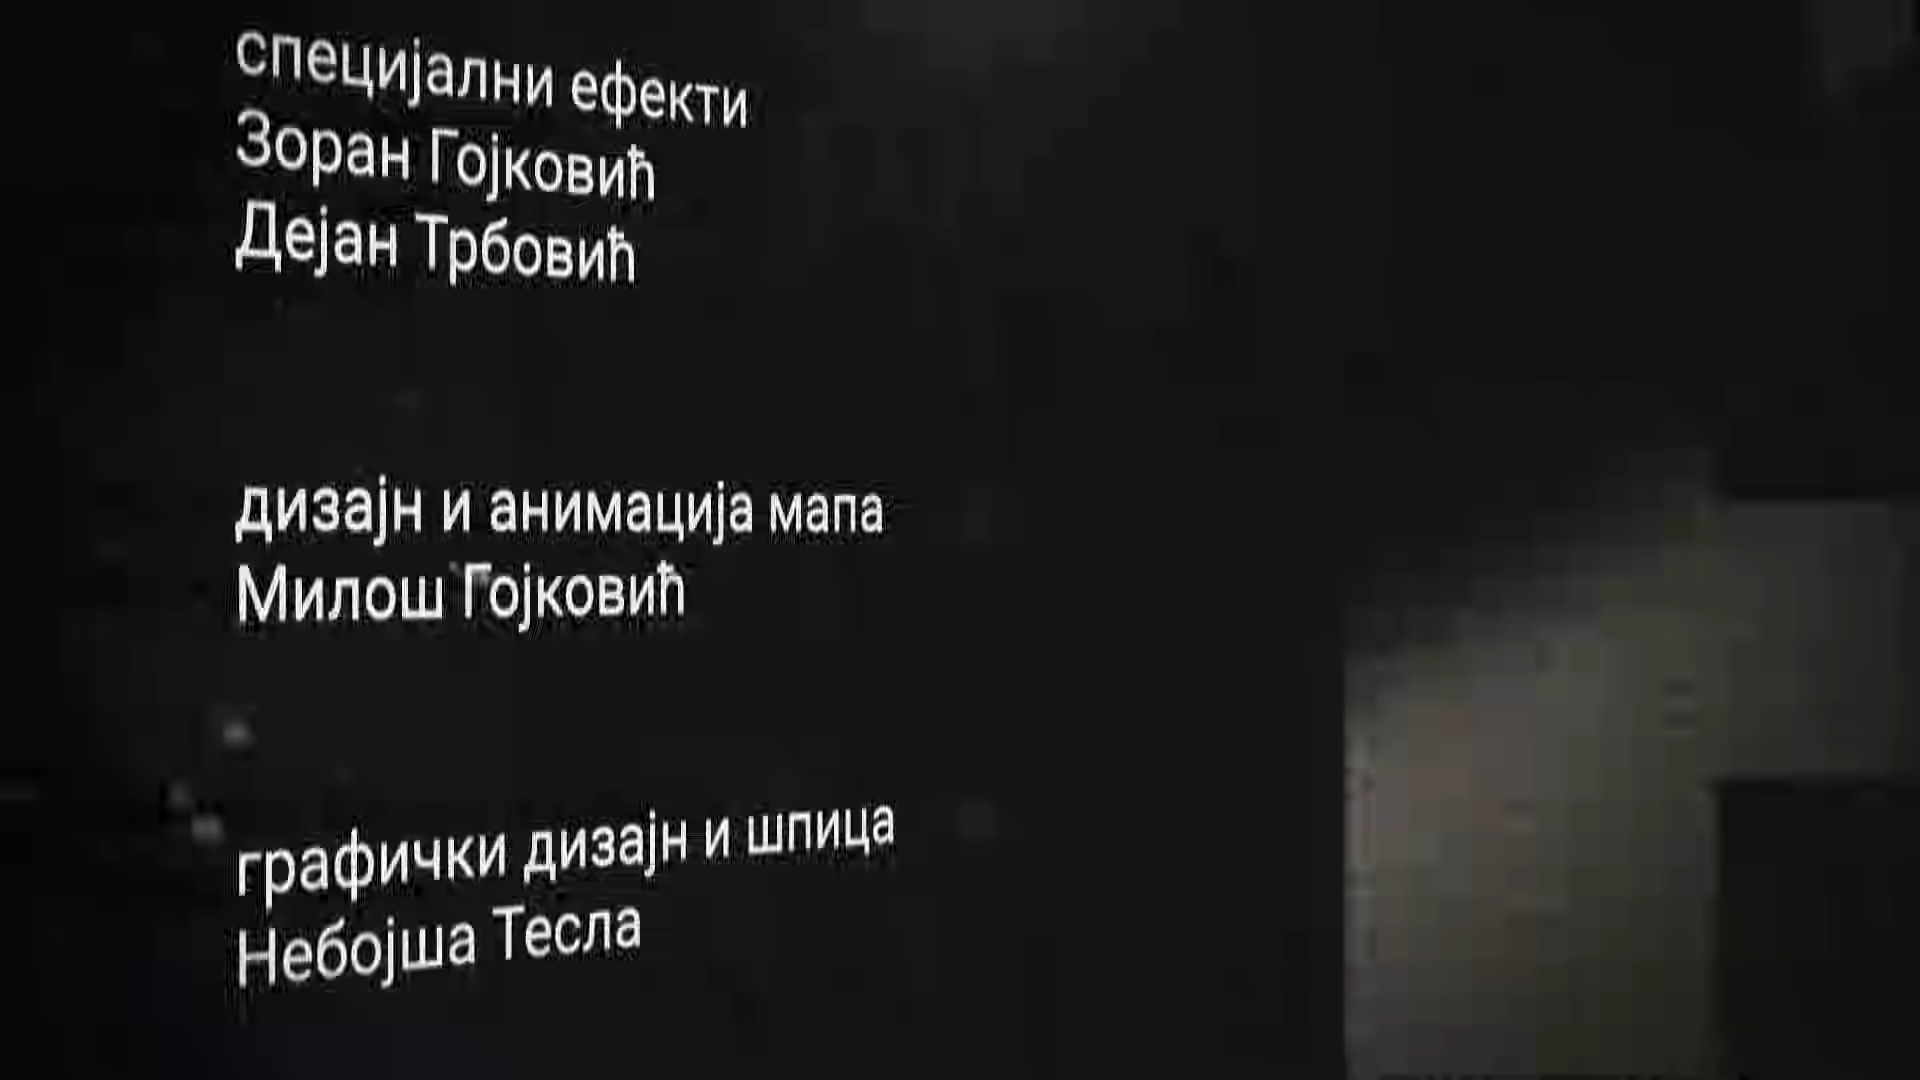 специјални ефекти
Зоран Гојковић
Дејан Трбовић
дизајн и анимација мапа
Милош Гојковић
графички дизајн и шпица
Небојша Тесла